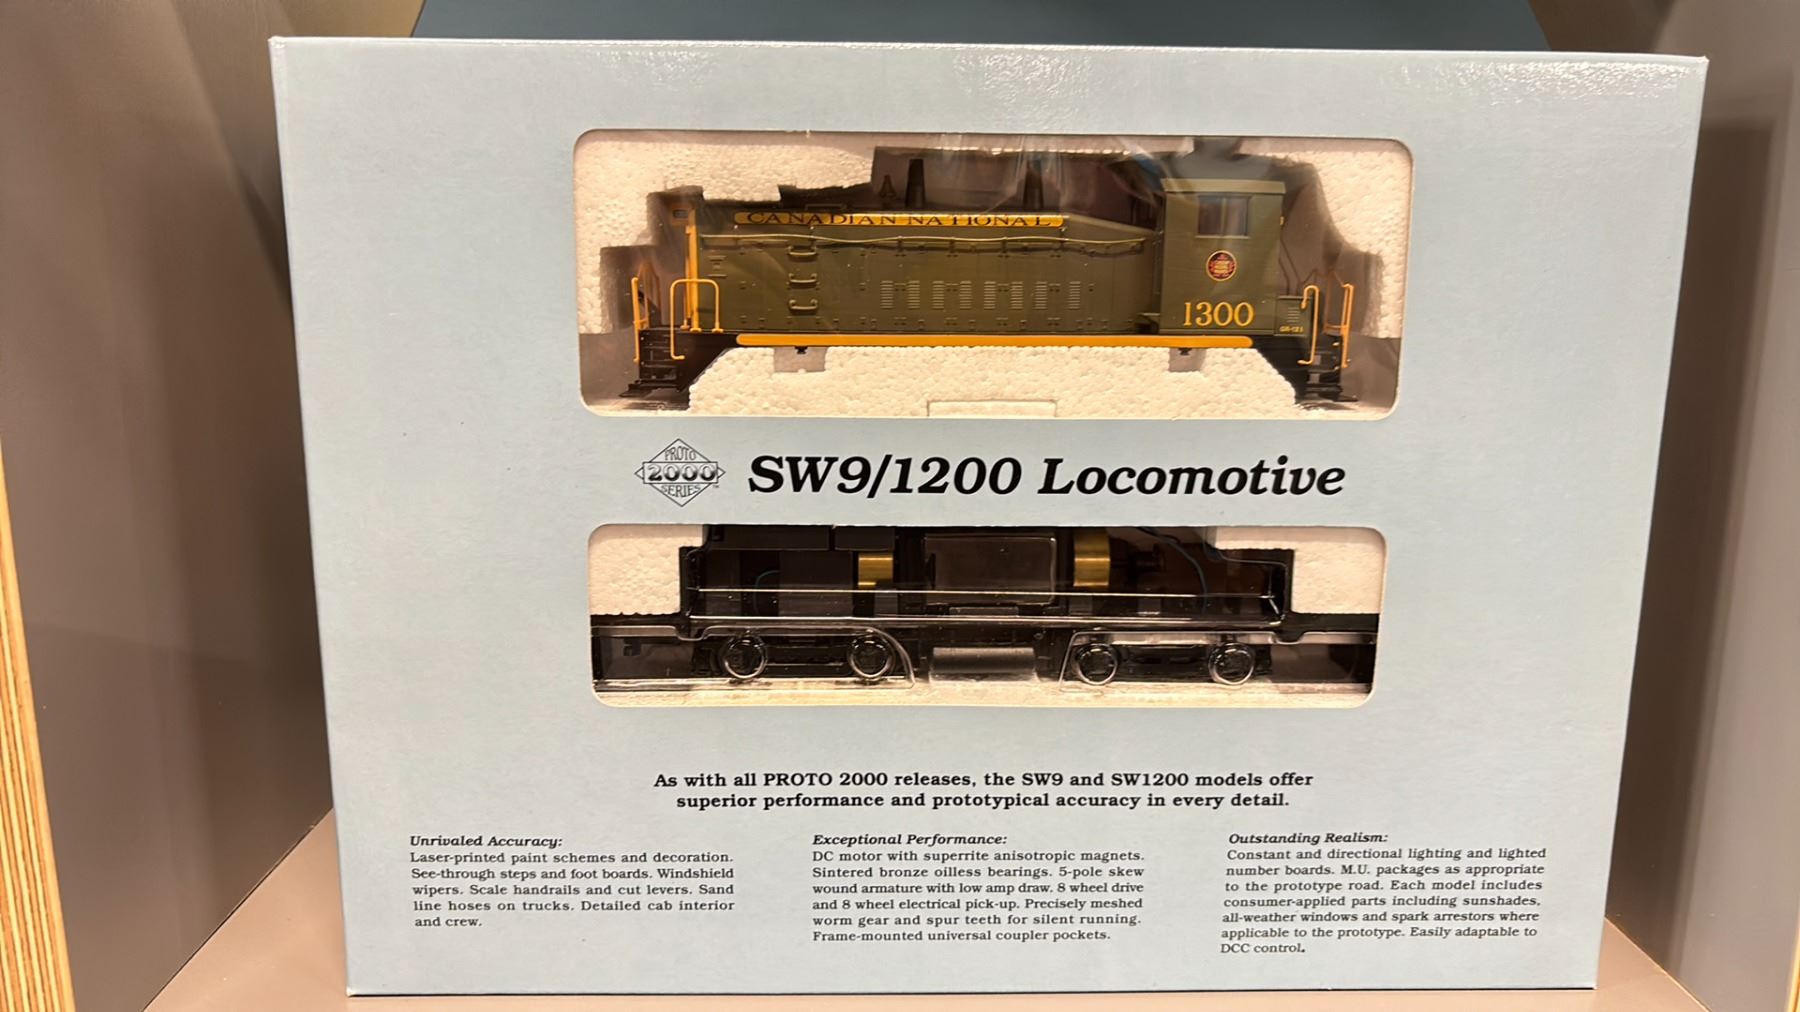 CANADIAN NATIONAL
1300
PROTO
2000
SERIES™
SW9/1200 Locomotive
As with all PROTO 2000 releases, the SW9 and SW1200 models offer
superior performance and prototypical accuracy in every detail.
Unrivaled Accuracy:
Laser-printed paint schemes and decoration.
See-through steps and foot boards. Windshield
wipers. Scale handrails and cut levers. Sand
line hoses on trucks. Detailed cab interior
and crew.
Exceptional Performance:
DC motor with superrite anisotropic magnets.
Sintered bronze oilless bearings. 5-pole skew
wound armature with low amp draw. 8 wheel drive
and 8 wheel electrical pick-up. Precisely meshed
worm gear and spur teeth for silent running.
Frame-mounted universal coupler pockets.
Outstanding Realism:
Constant and directional lighting and lighted
number boards. M.U. packages as appropriate
to the prototype road. Each model includes
consumer-applied parts including sunshades,
all-weather windows and spark arrestors where
applicable to the prototype. Easily adaptable to
DCC control.